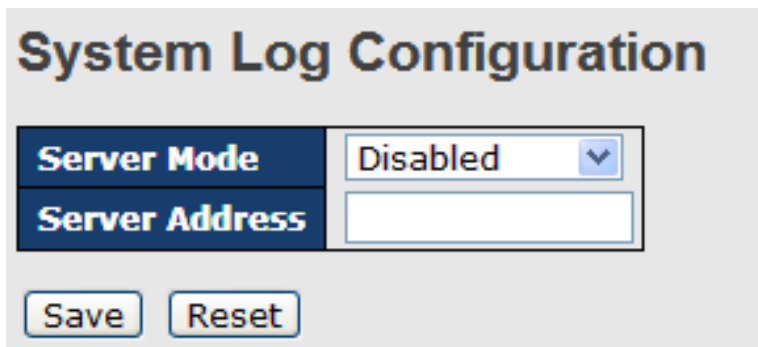 System Log Configuration
Server Mode Disabled
Server Address
Save Reset